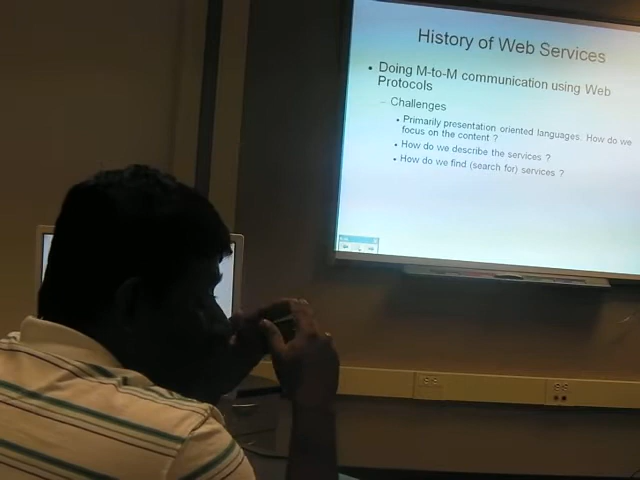 History of Web Services
• Doing M-to-M communication using Web
Protocols
– Challenges
• Primarily presentation oriented languages. How do we
focus on the content ?
• How do we describe the services ?
• How do we find (search for) services ?